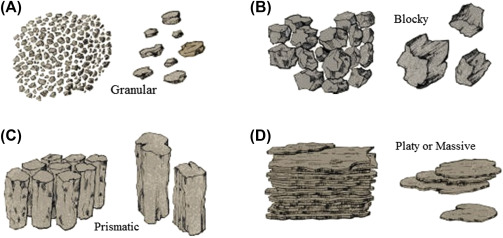 (A)
Granular
(B)
Blocky
(C)
Prismatic
(D)
Platy or Massive